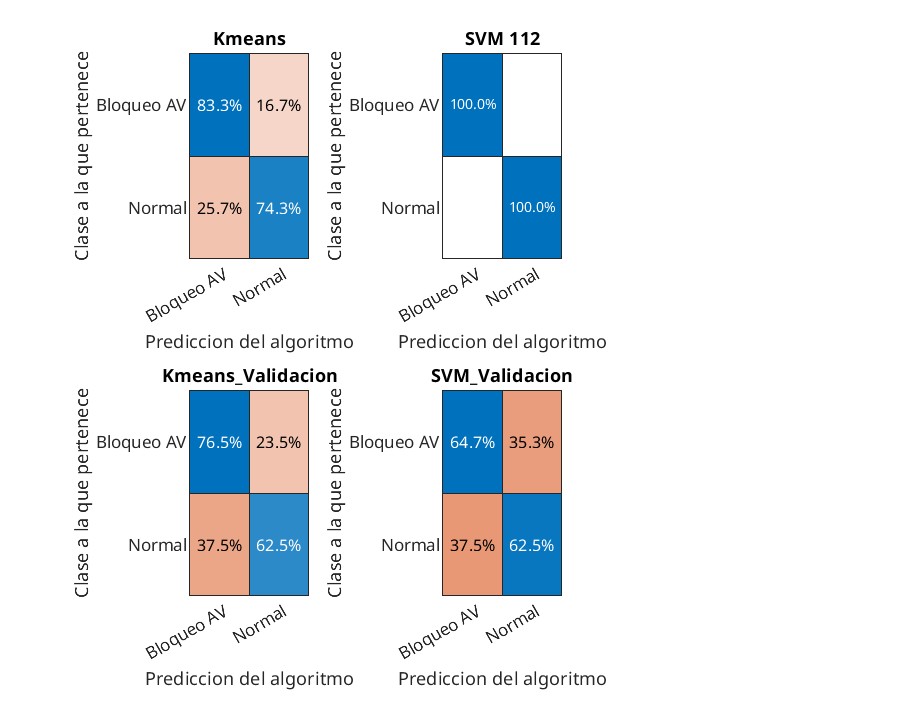 Kmeans
Clase a la que pertenece
Bloqueo AV
83.3% 16.7%
Normal
25.7% 74.3%
Bloqueo AV
Normal
Prediccion del algoritmo
SVM 112
Clase a la que pertenece
Bloqueo AV
100.0%
Normal
100.0%
Bloqueo AV
Normal
Prediccion del algoritmo
Kmeans_Validacion
Clase a la que pertenece
Bloqueo AV
76.5% 23.5%
Normal
37.5% 62.5%
Bloqueo AV
Normal
Prediccion del algoritmo
SVM_Validacion
Clase a la que pertenece
Bloqueo AV
64.7% 35.3%
Normal
37.5% 62.5%
Bloqueo AV
Normal
Prediccion del algoritmo